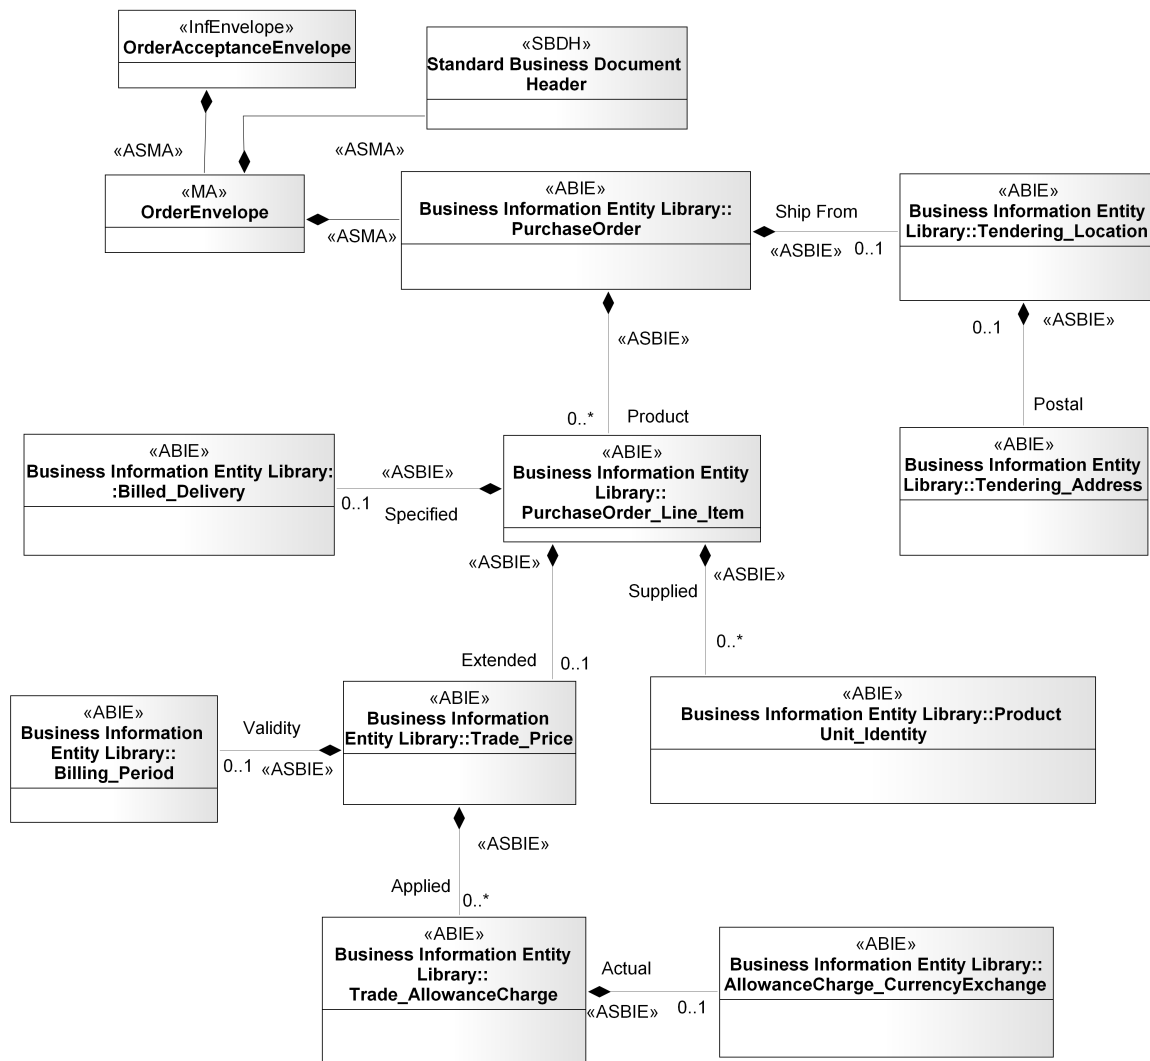 «InfEnvelope»
OrderAcceptanceEnvelope
«SBDH»
Standard Business Document
Header
«ASMA»
«ASMA»
«MA»
OrderEnvelope
«ASMA»
«ABIE»
Business Information Entity Library::
PurchaseOrder
Ship From
«ASBIE»
0..1
«ABIE»
Business Information Entity
Library::Tendering_Location
«ASBIE»
0..1
«ASBIE»
Postal
0..*
Product
«ABIE»
Business Information Entity Library:
:Billed_Delivery
«ASBIE»
0..1
Specified
«ABIE»
Business Information Entity
Library::
PurchaseOrder_Line_Item
«ABIE»
Business Information Entity
Library::Tendering_Address
«ASBIE»
«ASBIE»
Supplied
0..*
Extended
0..1
«ABIE»
Business Information
Entity Library::
Billing_Period
Validity
0..1
«ASBIE»
«ABIE»
Business Information
Entity Library::Trade_Price
«ABIE»
Business Information Entity Library::Product
Unit_Identity
«ASBIE»
Applied
0..*
«ABIE»
Business Information Entity
Library::
Trade_AllowanceCharge
Actual
«ASBIE»
0..1
«ABIE»
Business Information Entity Library::
AllowanceCharge_CurrencyExchange